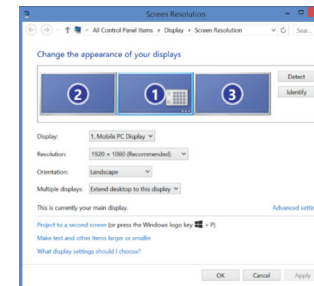 Screen Resolution
All Control Panel Items ▸ Display ▸ Screen Resolution
Sear...
Change the appearance of your displays
2
1
3
Detect
Identify
Display: 1. Mobile PC Display
Resolution: 1920 × 1080 (Recommended)
Orientation: Landscape
Multiple displays: Extend desktop to this display
This is currently your main display.
Advanced settin
Project to a second screen (or press the Windows logo key + P)
Make text and other items larger or smaller
What display settings should I choose?
OK
Cancel
Apply